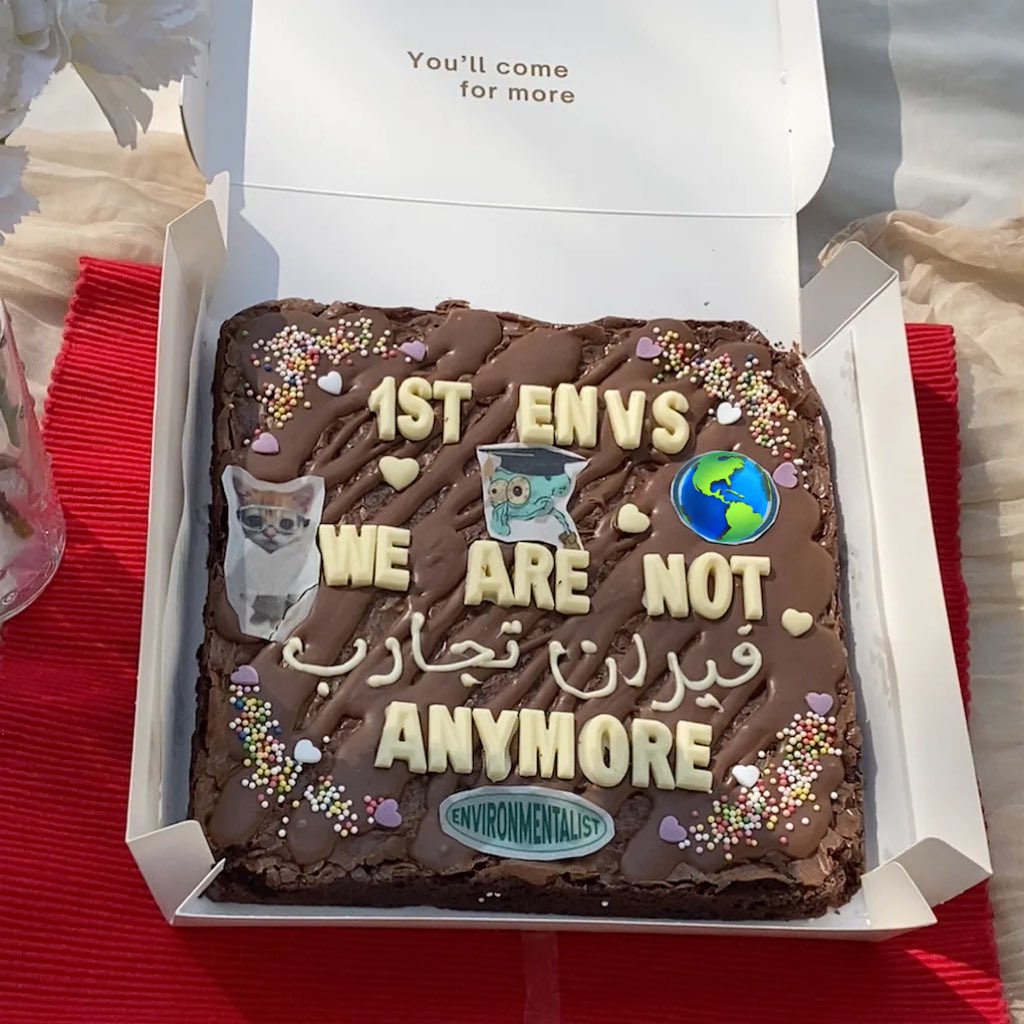 You'll come
for more
1ST ENVS
WE ARE NOT
فيران تجارب
ANYMORE
ENVIRONMENTALIST